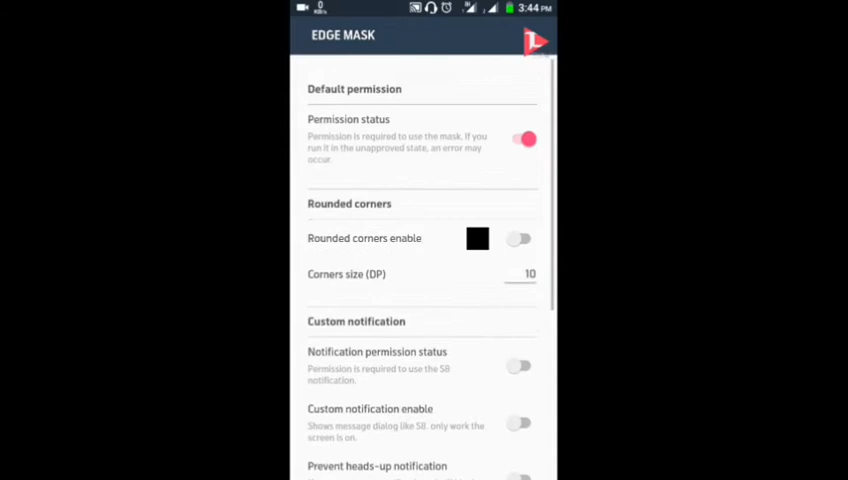 0
KB/s
3:44 PM
EDGE MASK
Default permission
Permission status
Permission is required to use the mask. If you
run it in the unapproved state, an error may
occur.
Rounded corners
Rounded corners enable
Corners size (DP)
10
Custom notification
Notification permission status
Permission is required to use the S8
notification.
Custom notification enable
Shows message dialog like S8. only work the
screen is on.
Prevent heads-up notification